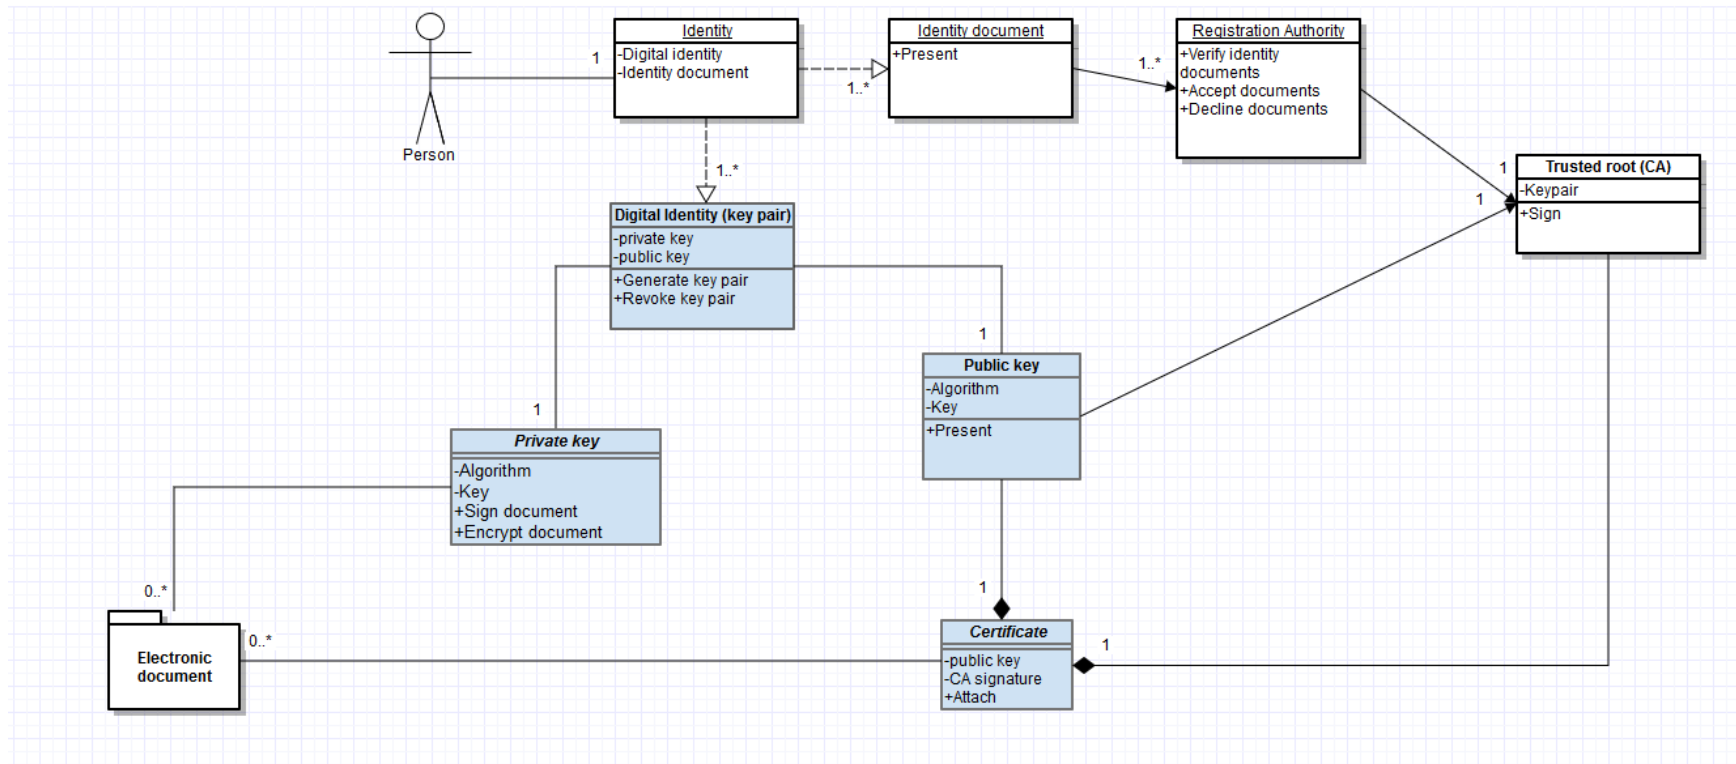 Identity
-Digital identity
-Identity document
Identity document
+Present
Registration Authority
+Verify identity
documents
+Accept documents
+Decline documents
1
1..*
1..*
Person
1..*
Trusted root (CA)
-Keypair
+Sign
1
1
Digital Identity (key pair)
-private key
-public key
+Generate key pair
+Revoke key pair
1
Public key
-Algorithm
-Key
+Present
1
Private key
-Algorithm
-Key
+Sign document
+Encrypt document
0..*
1
Electronic
document
0..*
Certificate
-public key
-CA signature
+Attach
1